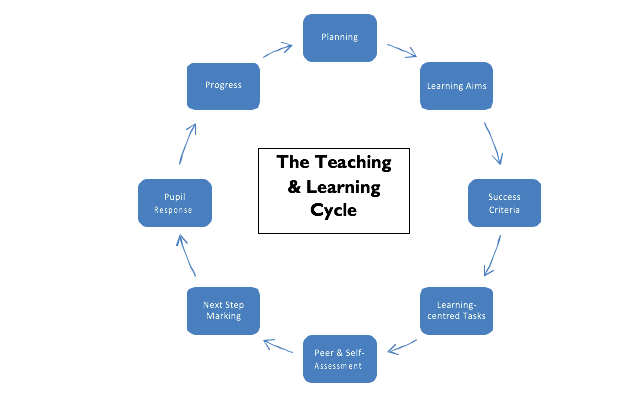 Planning
Learning Aims
Success
Criteria
Learning-
centred Tasks
Peer & Self-
Assessment
Next Step
Marking
Pupil
Response
Progress
The Teaching
& Learning
Cycle